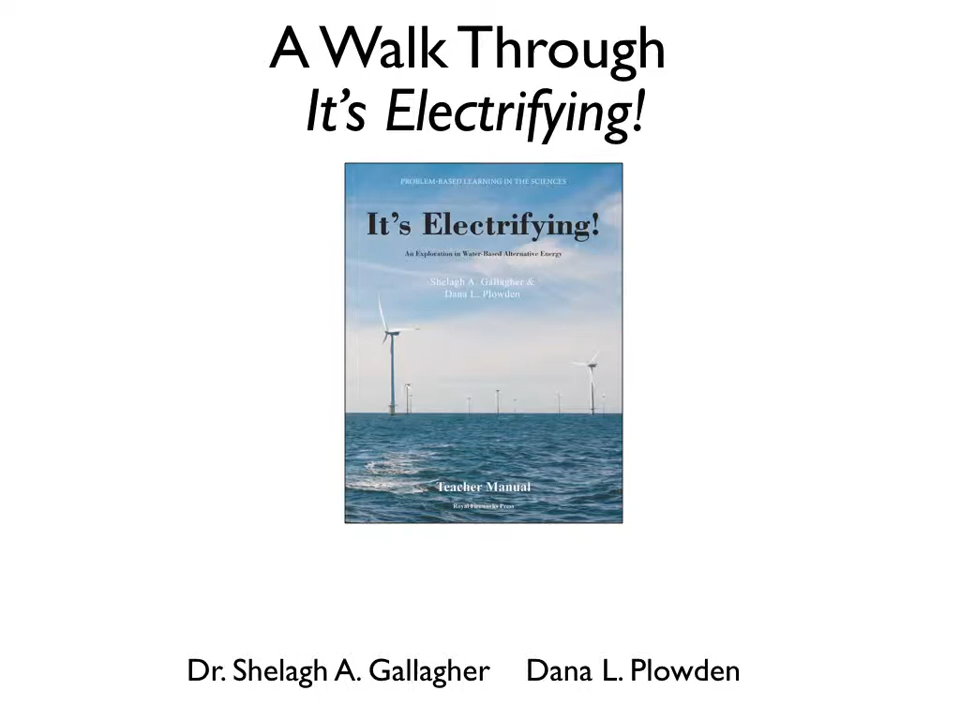 A Walk Through
It's Electrifying!
PROBLEM-BASED LEARNING IN THE SCIENCES
It's Electrifying!
An Exploration in Water-Based Alternative Energy
Shelagh A. Gallagher &
Dana L. Plowden
Teacher Manual
Royal Fireworks Press
Dr. Shelagh A. Gallagher Dana L. Plowden